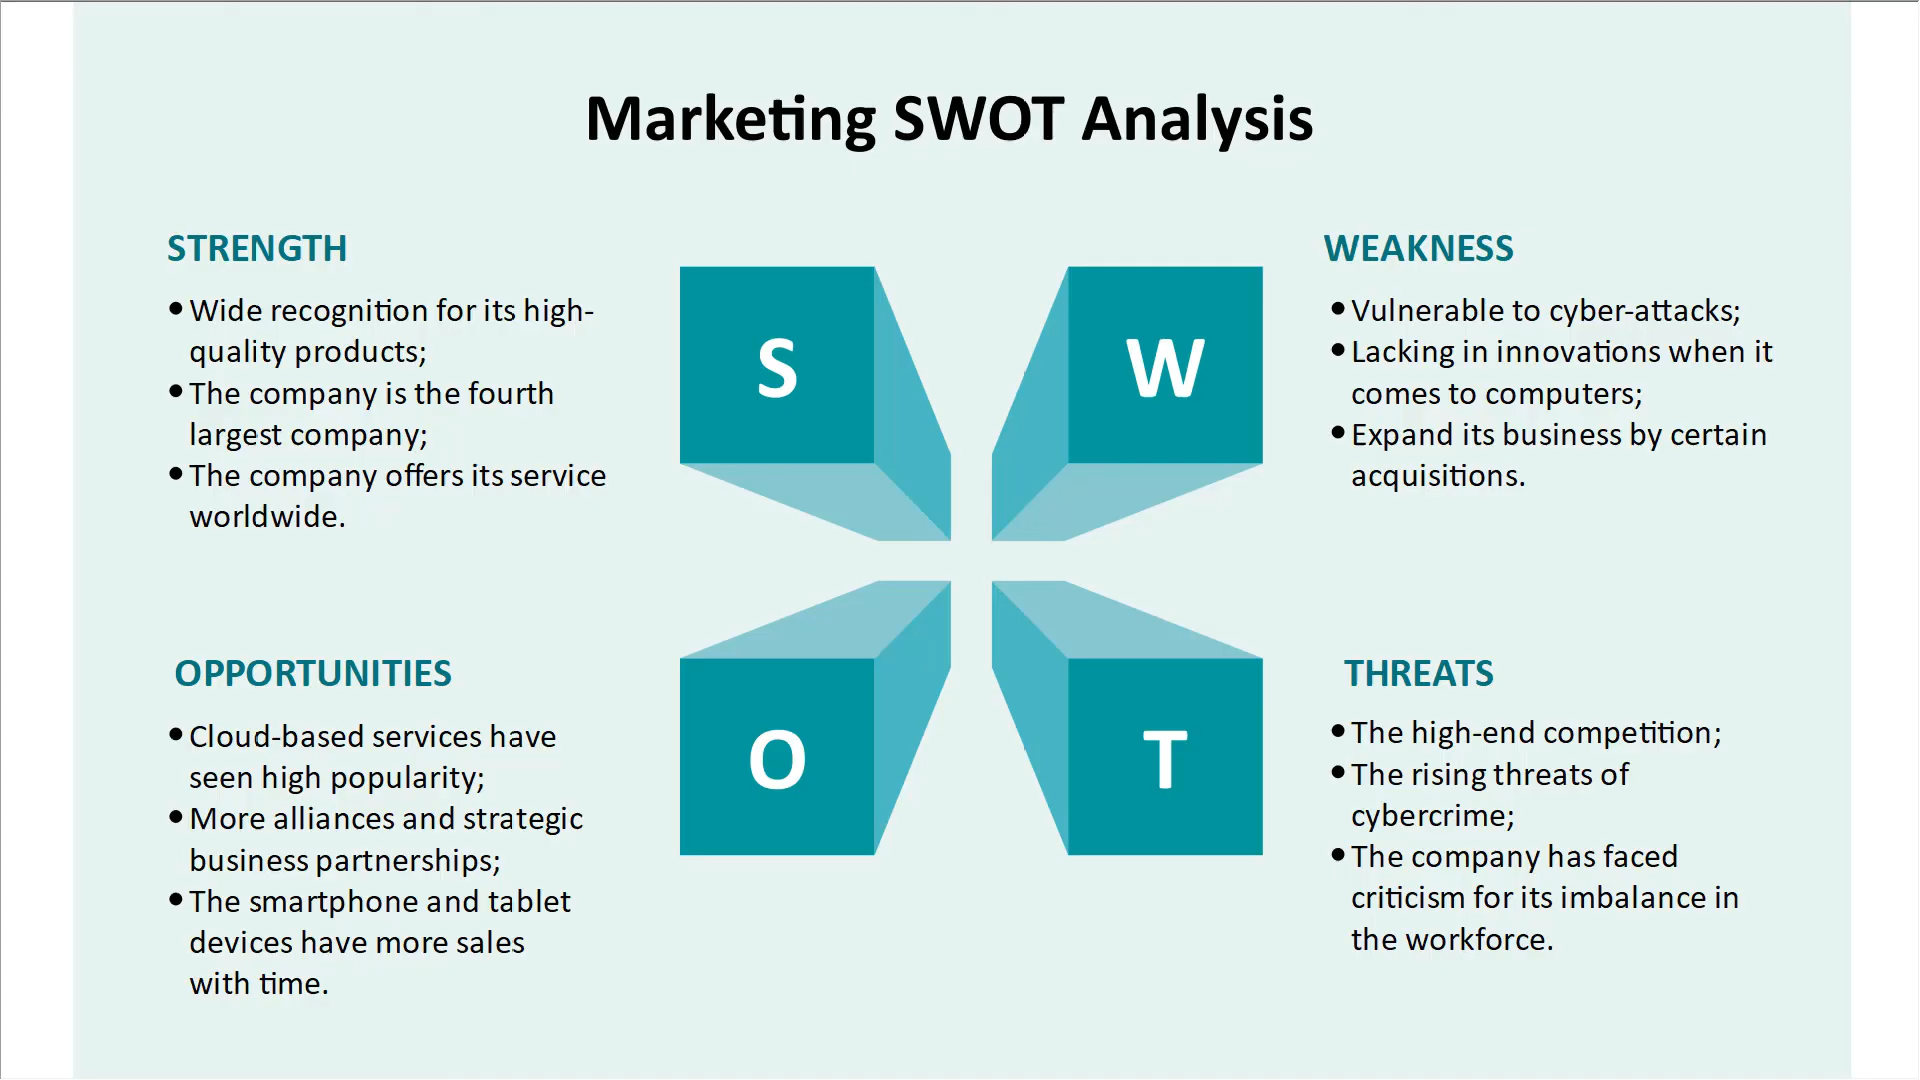 Marketing SWOT Analysis
STRENGTH
•Wide recognition for its high-
quality products;
•The company is the fourth
largest company;
•The company offers its service
worldwide.
S
W
WEAKNESS
•Vulnerable to cyber-attacks;
•Lacking in innovations when it
comes to computers;
•Expand its business by certain
acquisitions.
OPPORTUNITIES
•Cloud-based services have
seen high popularity;
•More alliances and strategic
business partnerships;
•The smartphone and tablet
devices have more sales
with time.
O
T
THREATS
•The high-end competition;
•The rising threats of
cybercrime;
•The company has faced
criticism for its imbalance in
the workforce.